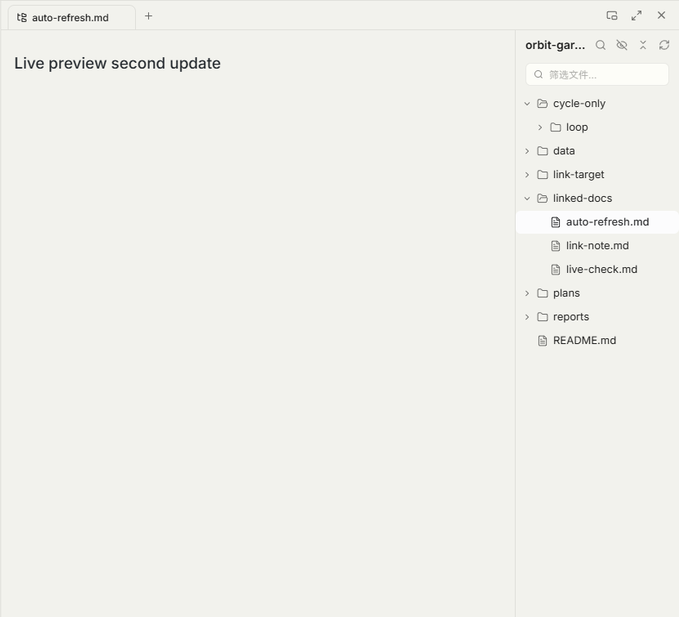 auto-refresh.md
Live preview second update
orbit-gar...
筛选文件...
cycle-only
loop
data
link-target
linked-docs
auto-refresh.md
link-note.md
live-check.md
plans
reports
README.md